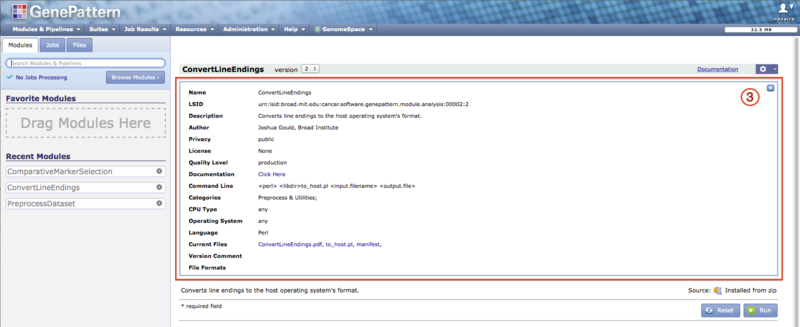 GenePattern
Modules & Pipelines Suites Job Results Resources Administration Help GenomeSpace
32.5 MB
Modules Jobs Files
Search Modules & Pipelines
No Jobs Processing Browse Modules
Favorite Modules
Drag Modules Here
Recent Modules
ComparativeMarkerSelection
ConvertLineEndings
PreprocessDataset
ConvertLineEndings version 2 Documentation
3
Name ConvertLineEndings
LSID urn:lsid:broad.mit.edu:cancer.software.genepattern.module.analysis:00002:2
Description Converts line endings to the host operating system's format.
Author Joshua Gould, Broad Institute
Privacy public
License None
Quality Level production
Documentation Click Here
Command Line <perl> <libdir>to_host.pl <input.filename> <output.file>
Categories Preprocess & Utilities;
CPU Type any
Operating System any
Language Perl
Current Files ConvertLineEndings.pdf, to_host.pl, manifest,
Version Comment
File Formats
Converts line endings to the host operating system's format. Source: Installed from zip
* required field Reset Run